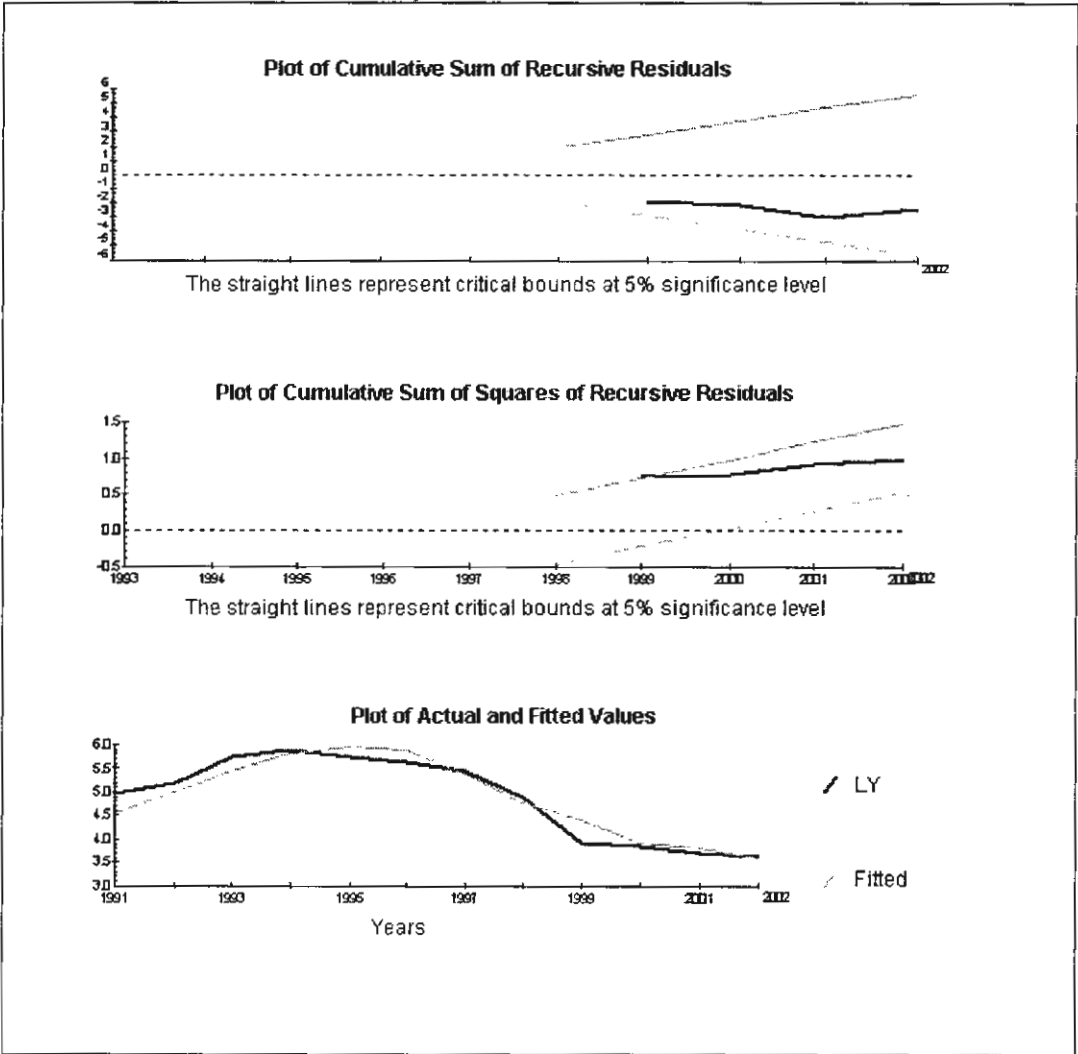 Plot of Cumulative Sum of Recursive Residuals
6
5
4
3
2
1
0
-1
-2
-3
-4
-5
-6
2002
The straight lines represent critical bounds at 5% significance level
Plot of Cumulative Sum of Squares of Recursive Residuals
1.5
1.0
0.5
0.0
-0.5
1993 1994 1995 1996 1997 1998 1999 2000 2001 2002
The straight lines represent critical bounds at 5% significance level
Plot of Actual and Fitted Values
6.0
5.5
5.0
4.5
4.0
3.5
3.0
LY
Fitted
1991 1993 1995 1997 1999 2001 2002
Years